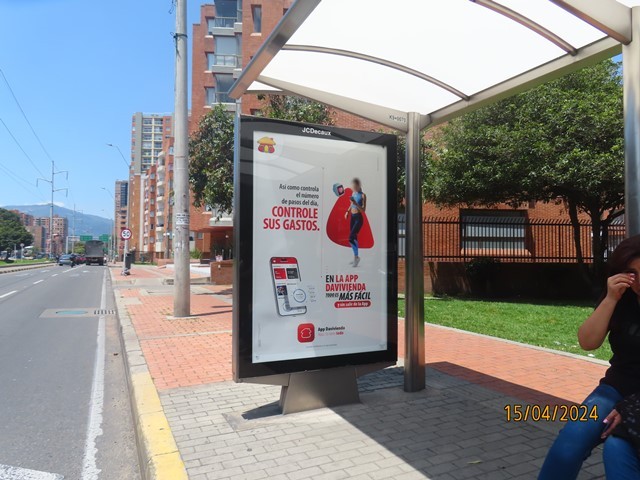 JCDecaux
Así como controla
el número
de pasos del día,
CONTROLE
SUS GASTOS.
EN LA APP
DAVIVIENDA
MÁS FÁCIL
App Davivienda
15/04/2024